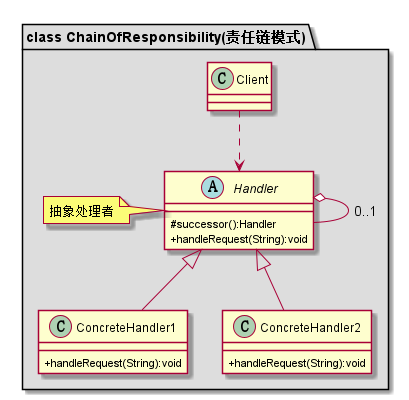 class ChainOfResponsibility(责任链模式)
C Client
A Handler
#successor():Handler
+handleRequest(String):void
0..1
抽象处理者
C ConcreteHandler1
+handleRequest(String):void
C ConcreteHandler2
+handleRequest(String):void